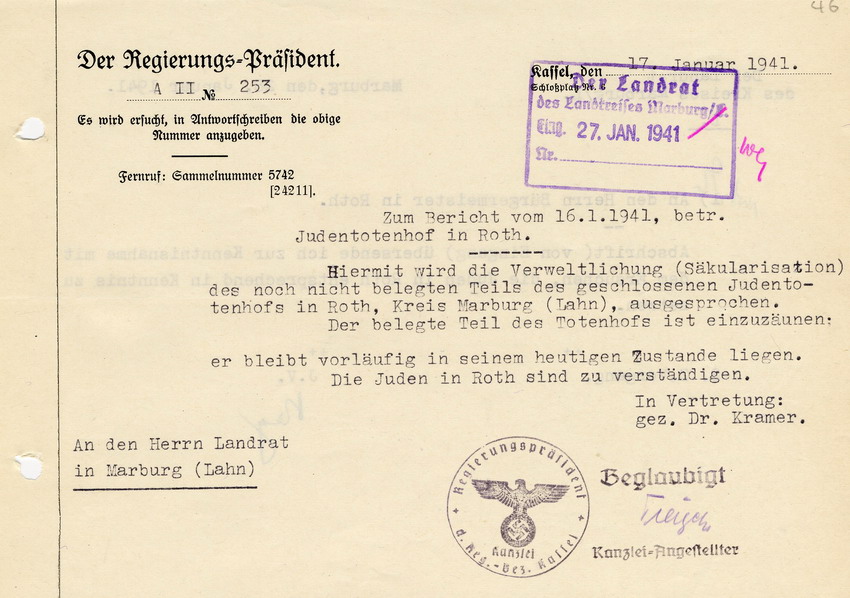 46
Der Regierungs-Präsident.
A II № 253
Es wird ersucht, in Antwortschreiben die obige
Nummer anzugeben.
Fernruf: Sammelnummer 5742
[24211].
Kassel, den 17. Januar 1941.
Schloßplatz Nr.
Der Landrat
des Landkreises Marburg/L.
Eing. 27. JAN. 1941
Nr.
Zum Bericht vom 16.1.1941, betr.
Judentotenhof in Roth.
Hiermit wird die Verweltlichung (Säkularisation)
des noch nicht belegten Teils des geschlossenen Judento-
tenhofs in Roth, Kreis Marburg (Lahn), ausgesprochen.
Der belegte Teil des Totenhofs ist einzuzäunen:
er bleibt vorläufig in seinem heutigen Zustande liegen.
Die Juden in Roth sind zu verständigen.
In Vertretung:
gez. Dr. Kramer.
An den Herrn Landrat
in Marburg (Lahn)
Regierungspräsident
Kanzlei
d. Reg.-Bez. Kassel
Beglaubigt
Kanzlei-Angestellter